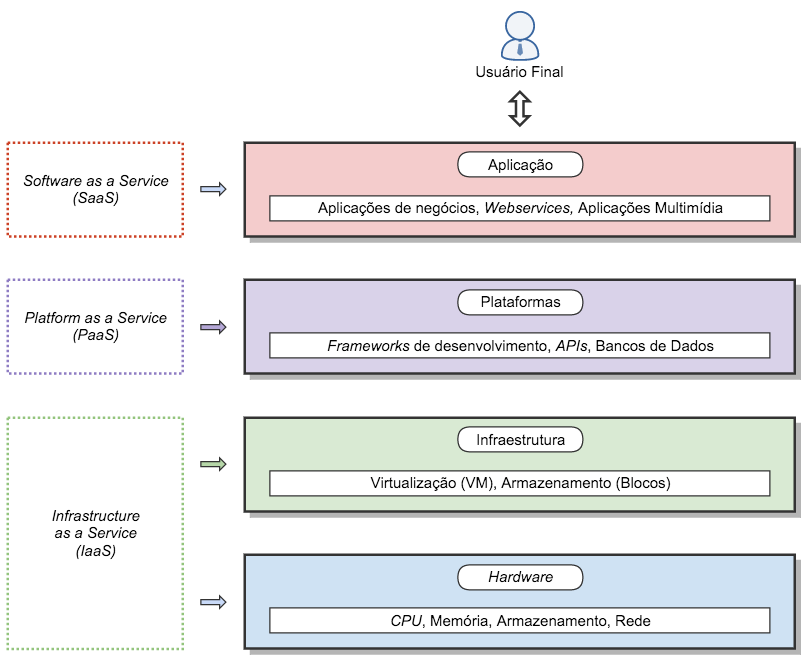 Usuário Final
Software as a Service
(SaaS)
Aplicação
Aplicações de negócios, Webservices, Aplicações Multimídia
Platform as a Service
(PaaS)
Plataformas
Frameworks de desenvolvimento, APIs, Bancos de Dados
Infrastructure
as a Service
(IaaS)
Infraestrutura
Virtualização (VM), Armazenamento (Blocos)
Hardware
CPU, Memória, Armazenamento, Rede